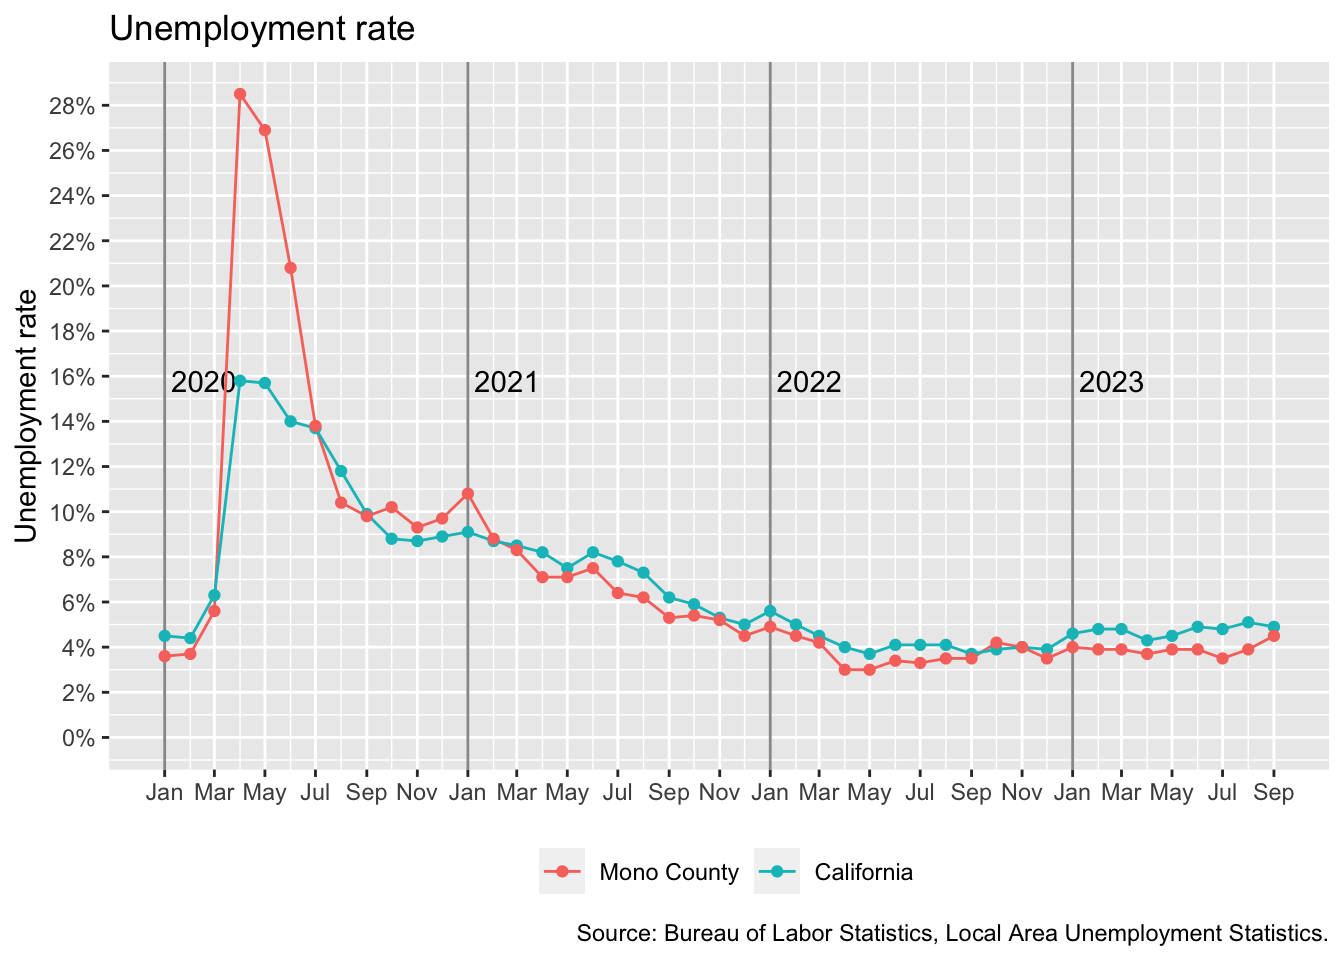 Unemployment rate
Unemployment rate
28%
26%
24%
22%
20%
18%
16%
14%
12%
10%
8%
6%
4%
2%
0%
2020 2021 2022 2023
Jan Mar May Jul Sep Nov Jan Mar May Jul Sep Nov Jan Mar May Jul Sep Nov Jan Mar May Jul Sep
Mono County California
Source: Bureau of Labor Statistics, Local Area Unemployment Statistics.